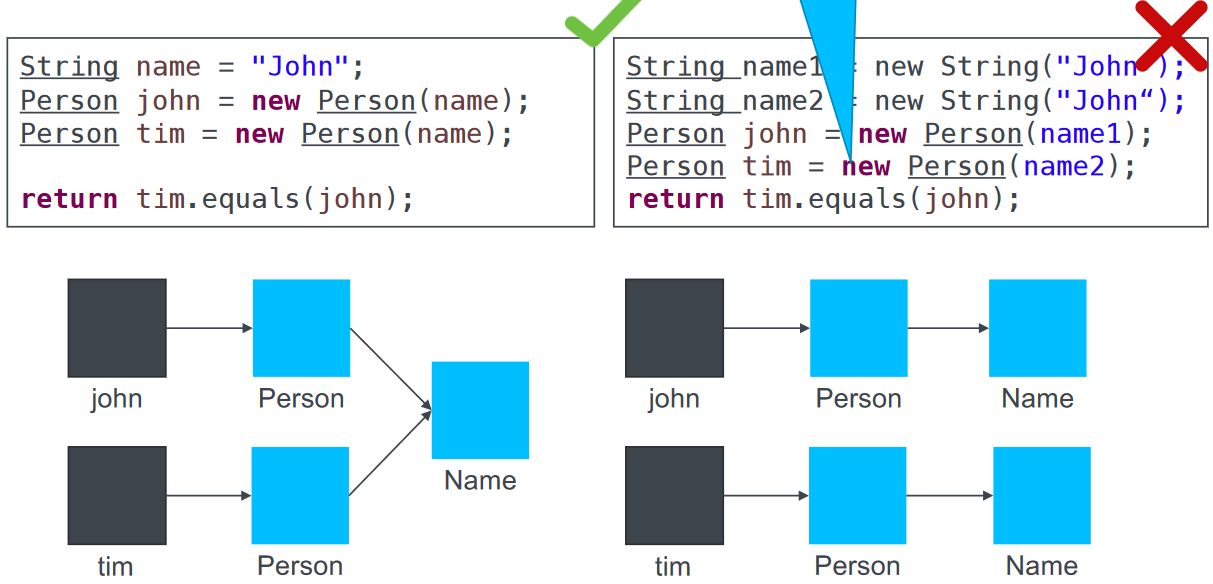 String name = "John";
Person john = new Person(name);
Person tim = new Person(name);
return tim.equals(john);
String name1 = new String("John");
String name2 = new String("John“);
Person john = new Person(name1);
Person tim = new Person(name2);
return tim.equals(john);
john
Person
Name
tim
Person
john
Person
Name
tim
Person
Name